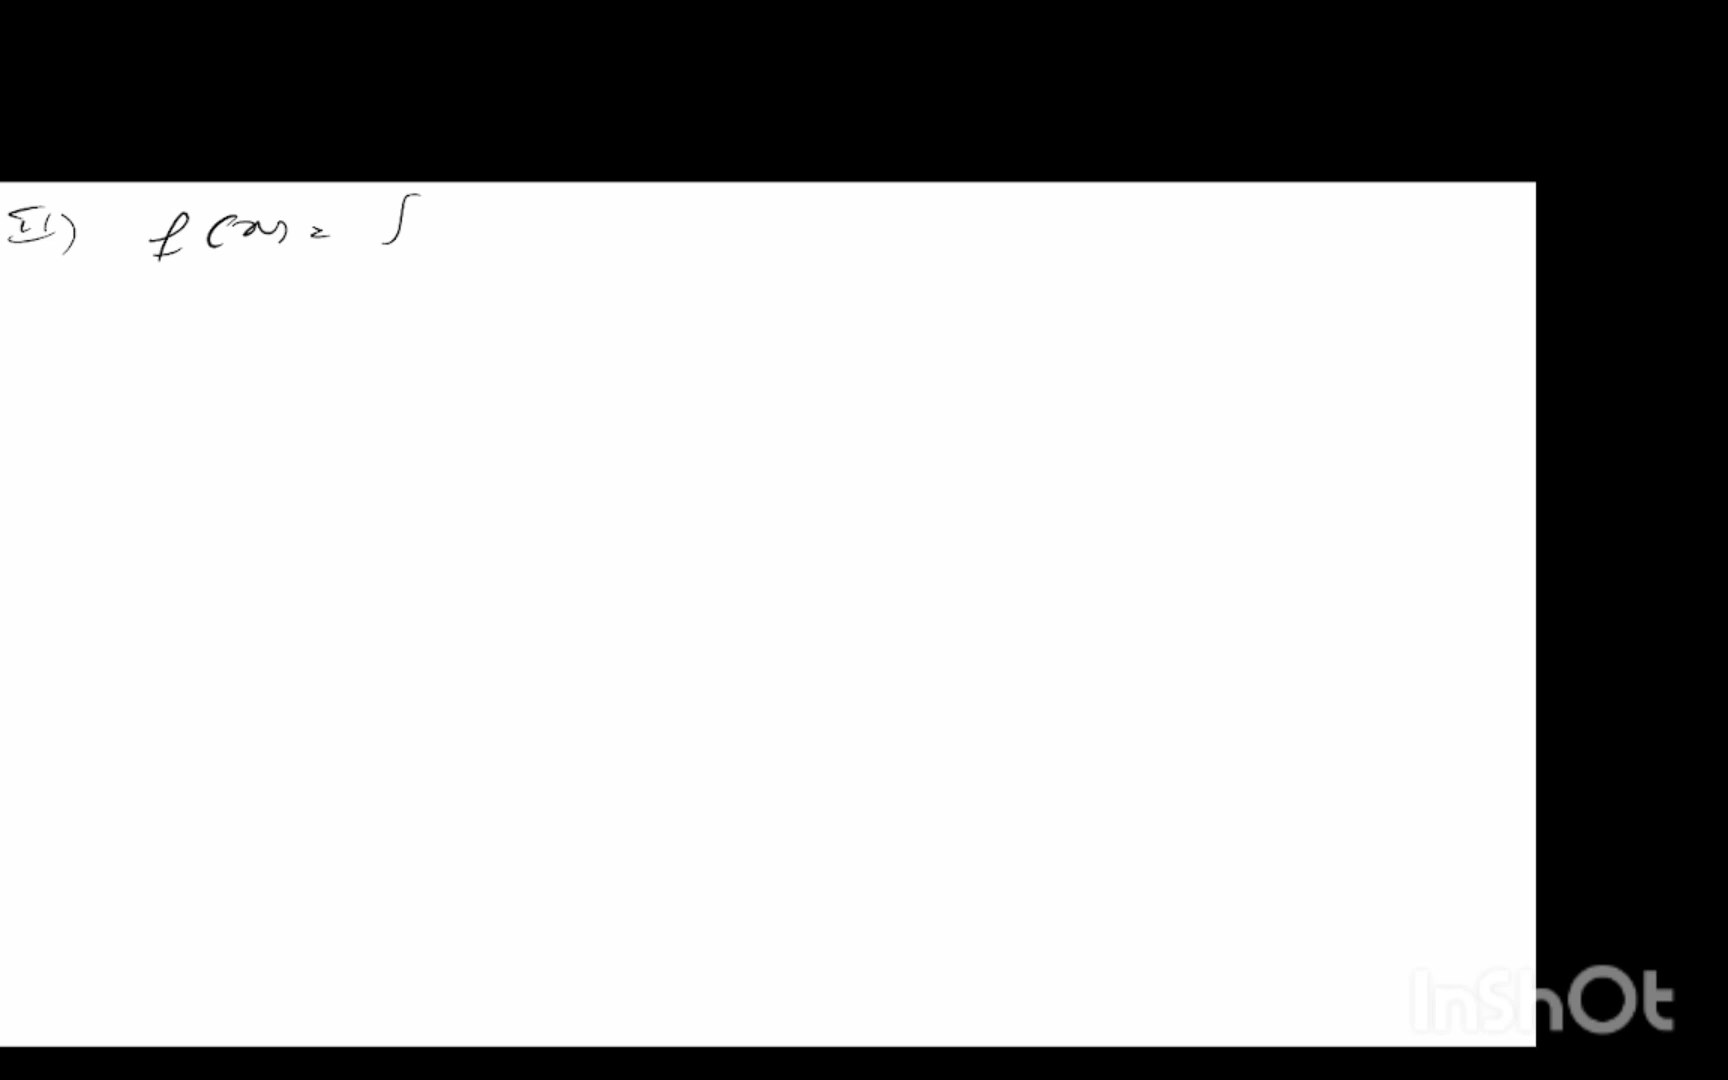 II) f(x) = ∫
InShOt